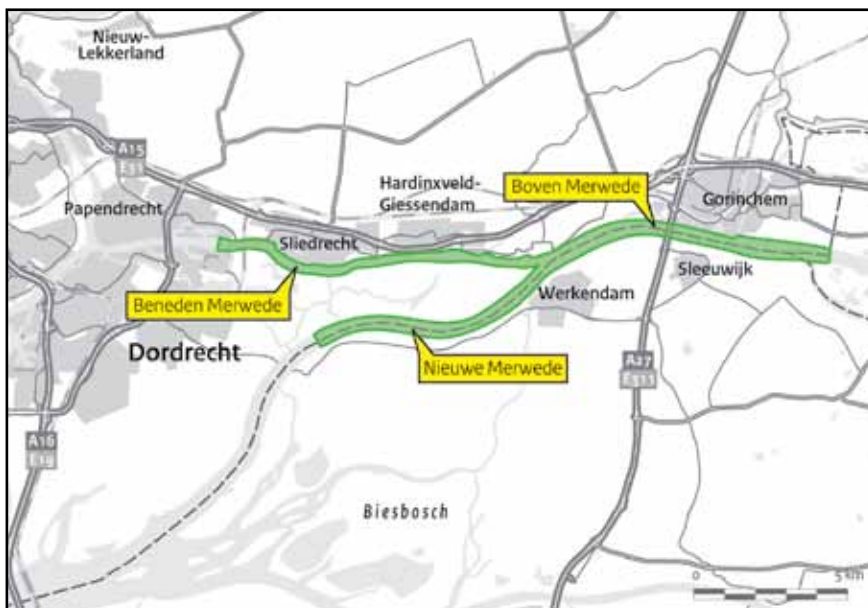 Nieuw-
Lekkerland
A15
E31
Papendrecht
Hardinxveld-
Giessendam
Boven Merwede
Gorinchem
Sliedrecht
Sleeuwijk
Beneden Merwede
Werkendam
Dordrecht
Nieuwe Merwede
A27
E311
A16
E19
Biesbosch
0
5 km